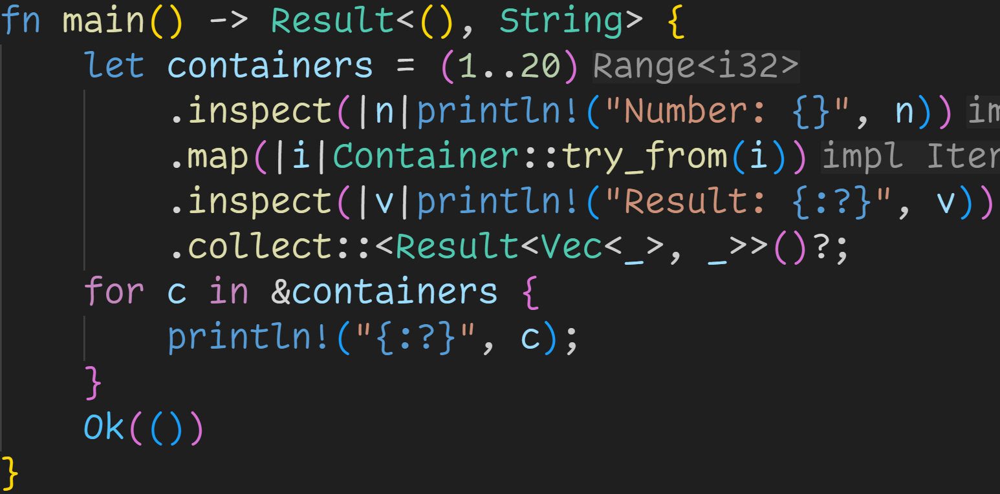 fn main() -> Result<(), String> {
    let containers = (1..20) Range<i32>
        .inspect(|n|println!("Number: {}", n)) im
        .map(|i|Container::try_from(i)) impl Iter
        .inspect(|v|println!("Result: {:?}", v))
        .collect::<Result<Vec<_>, _>>()?;
    for c in &containers {
        println!("{:?}", c);
    }
    Ok(())
}